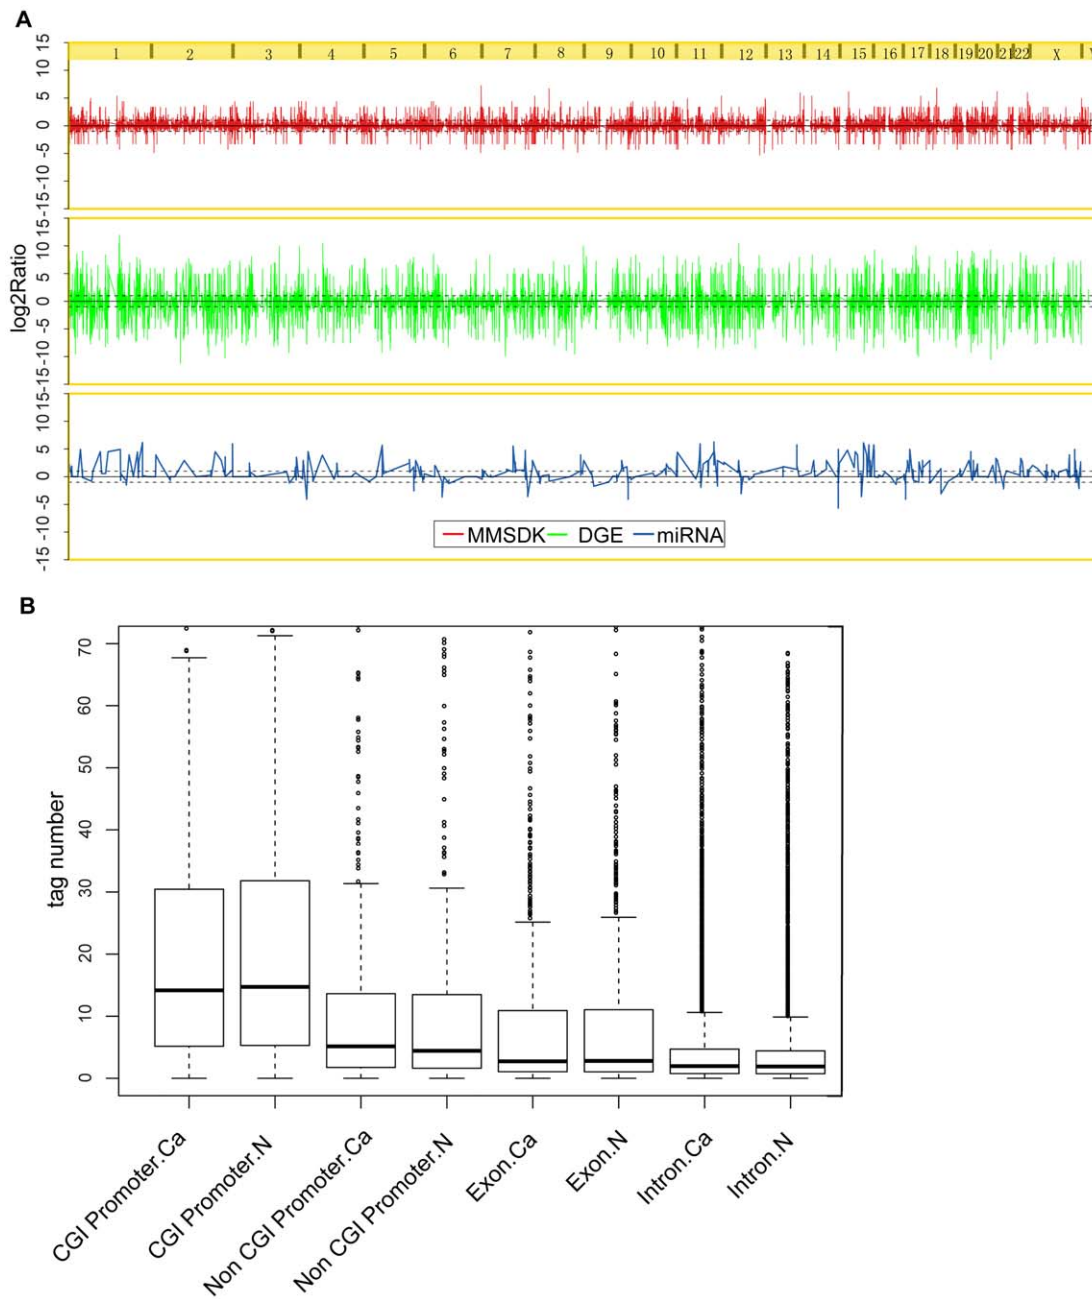 A
1 2 3 4 5 6 7 8 9 10 11 12 13 14 15 16 17 18 19 20 21 22 X
log2Ratio
15
10
5
0
-5
-10
-15
15
10
5
0
-5
-10
-15
15
10
5
0
-5
-10
-15
MMSDK DGE miRNA
B
tag number
70
60
50
40
30
20
10
0
CGI Promoter.Ca
CGI Promoter.N
Non CGI Promoter.Ca
Non CGI Promoter.N
Exon.Ca
Exon.N
Intron.Ca
Intron.N